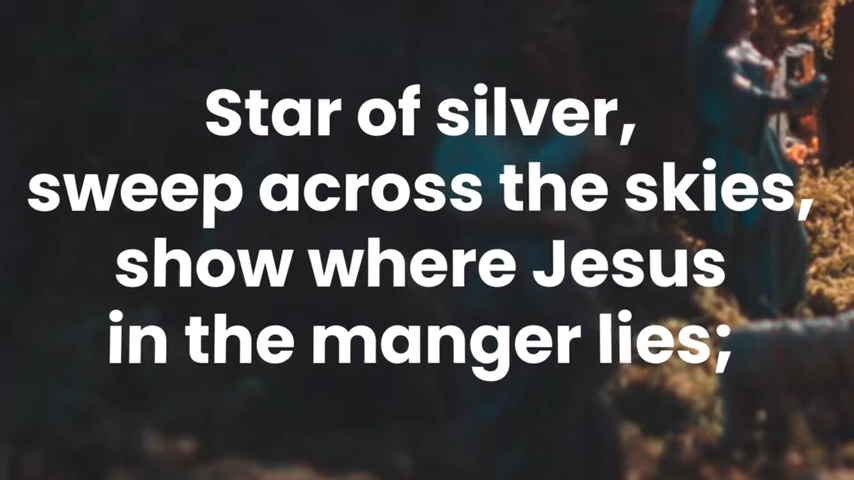 Star of silver,
sweep across the skies,
show where Jesus
in the manger lies;